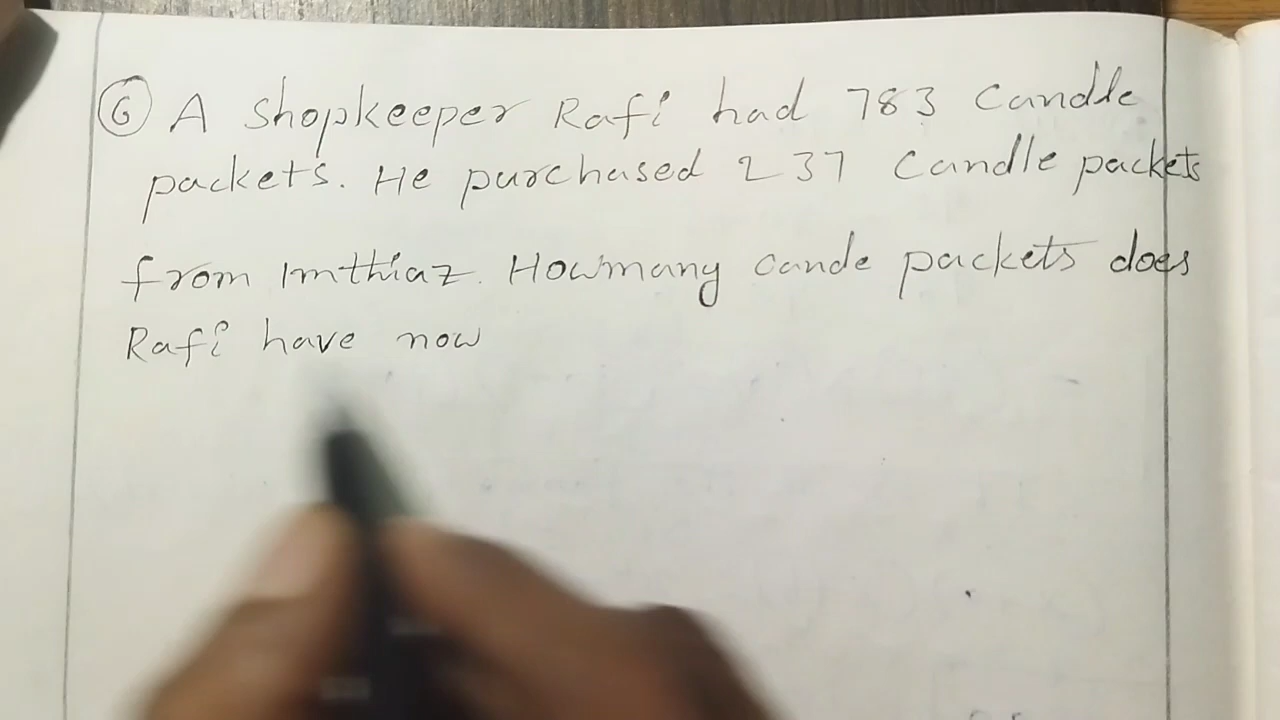 6 A shopkeeper Rafi had 783 Candle
packets. He purchased 237 Candle packets
from Imthiaz. Howmany cande packets does
Rafi have now